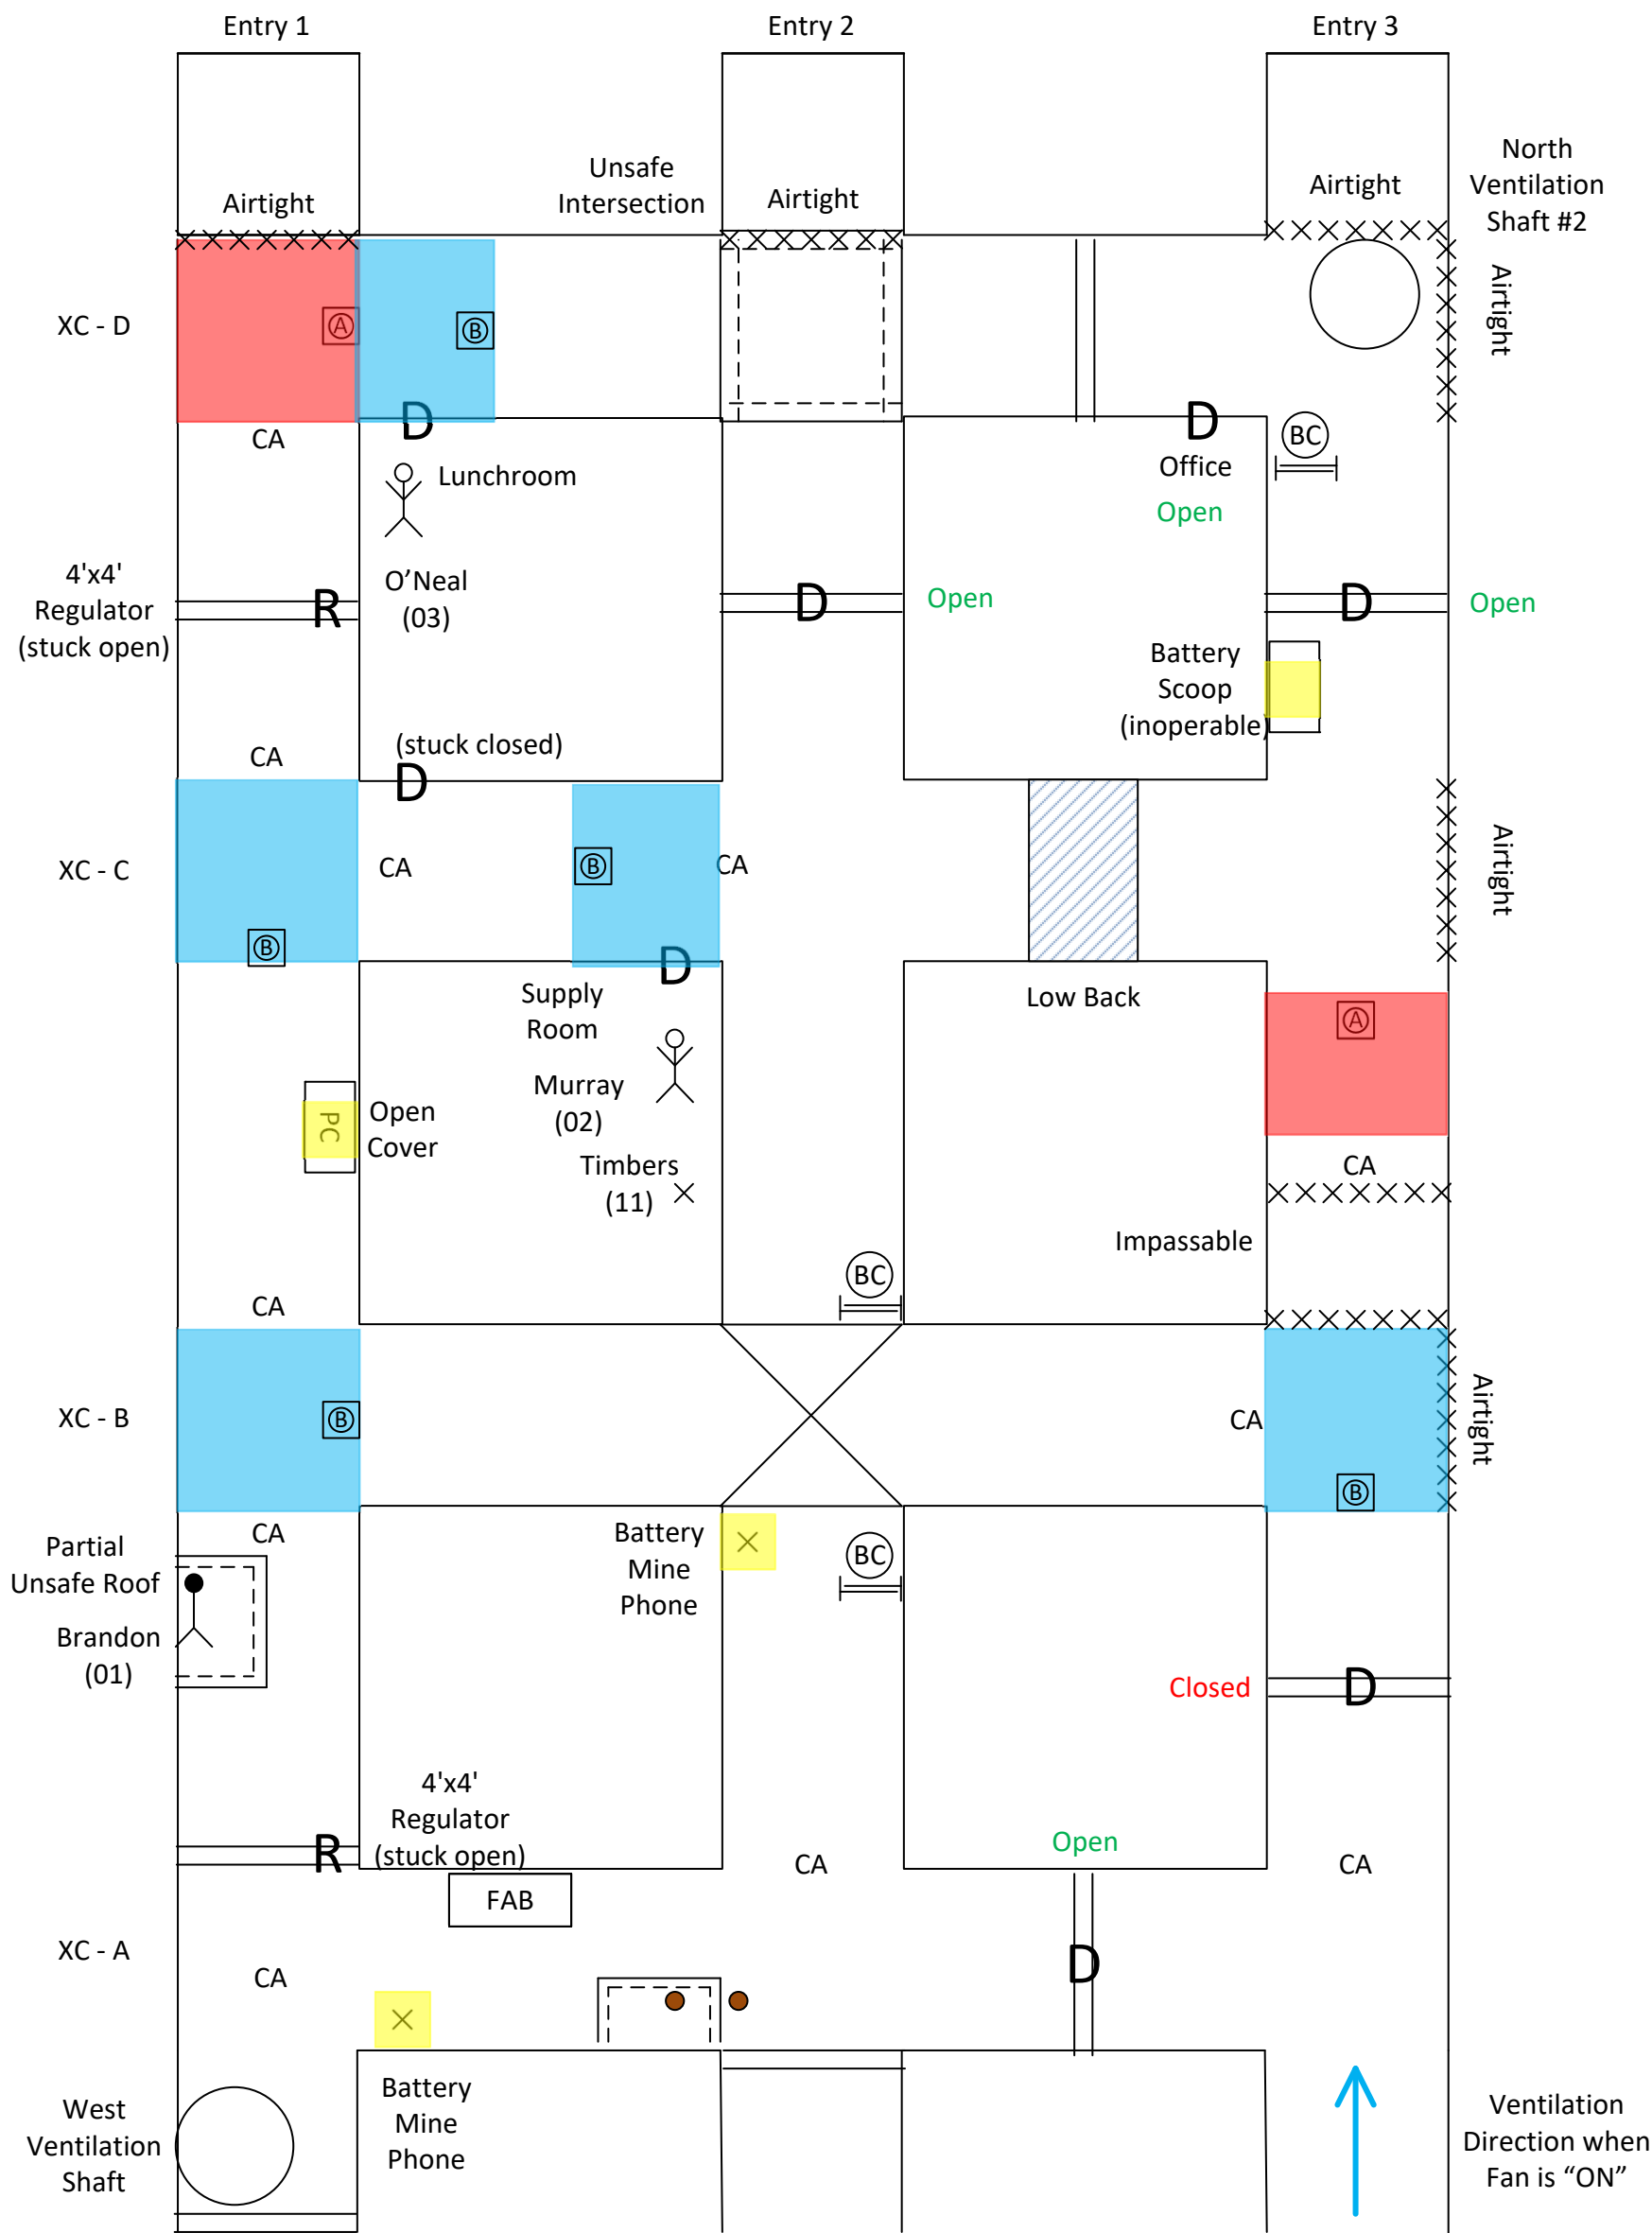 Entry 1
Entry 2
Entry 3
Airtight
Unsafe
Intersection
Airtight
Airtight
North
Ventilation
Shaft #2
Airtight
XC - D
A
B
CA
D
D
BC
Lunchroom
Office
Open
4'x4'
Regulator
(stuck open)
R
O’Neal
(03)
D
Open
D
Open
Battery
Scoop
(inoperable)
CA
(stuck closed)
D
XC - C
CA
B
CA
Airtight
B
D
Supply
Room
Low Back
A
Murray
(02)
PC
Open
Cover
Timbers
(11)
CA
Impassable
BC
CA
XC - B
B
CA
B
Airtight
CA
Partial
Unsafe Roof
Battery
Mine
Phone
BC
Brandon
(01)
Closed
D
4'x4'
Regulator
(stuck open)
R
Open
CA
CA
FAB
XC - A
CA
D
Battery
Mine
Phone
West
Ventilation
Shaft
Ventilation
Direction when
Fan is “ON”